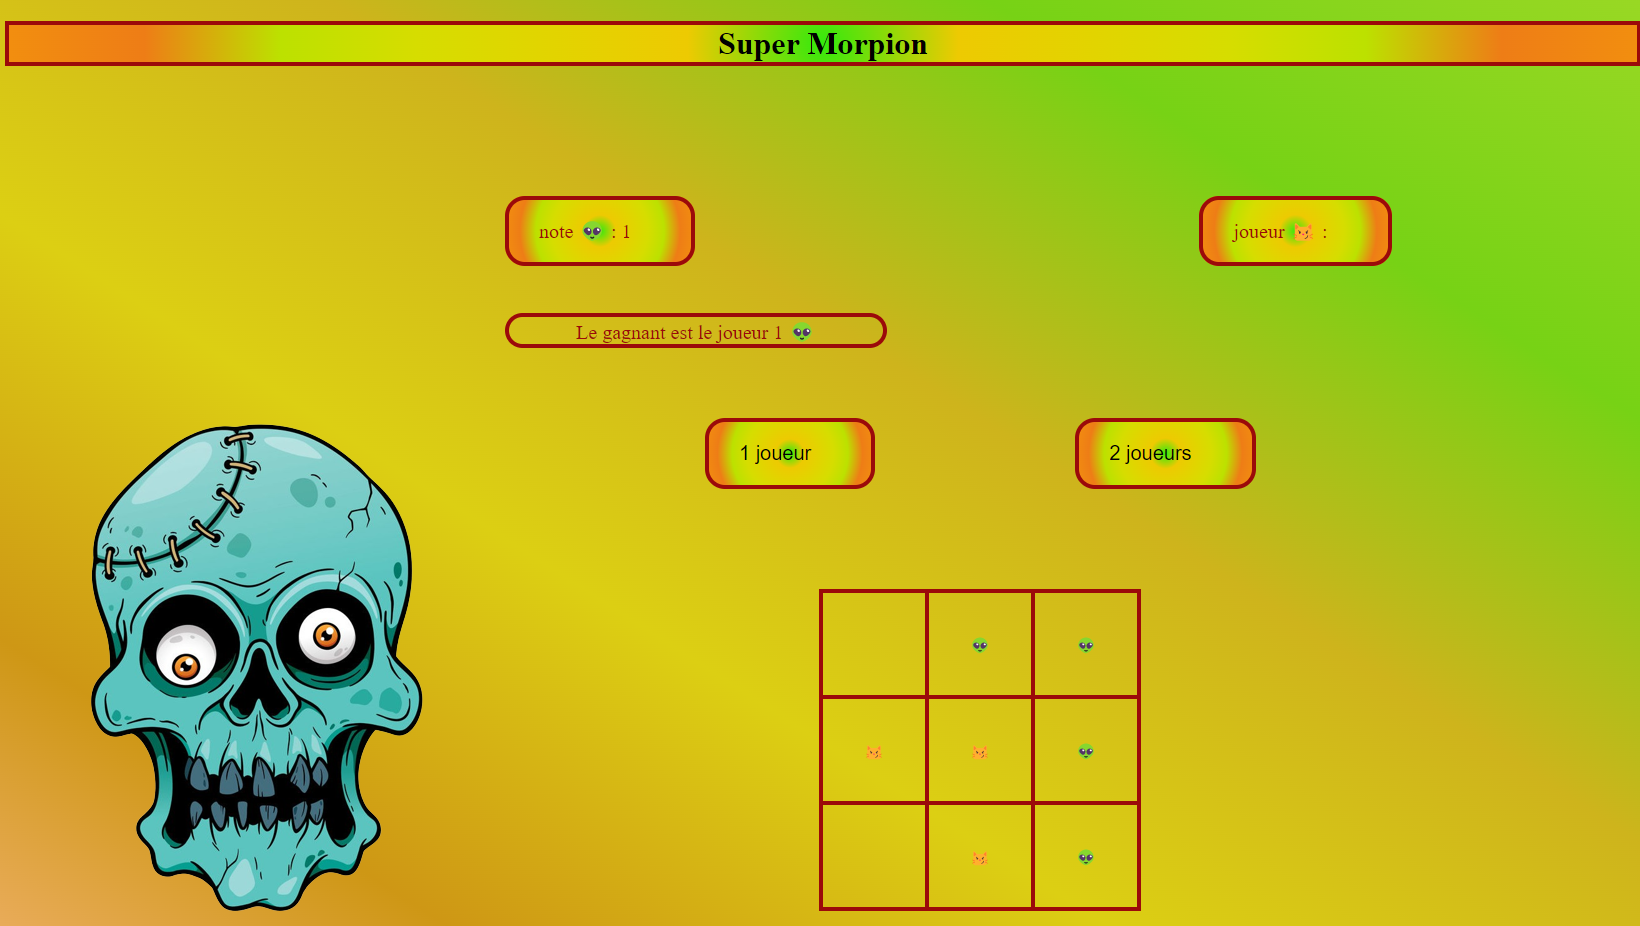 Super Morpion
note 👽 : 1
joueur 😼 :
Le gagnant est le joueur 1 👽
1 joueur
2 joueurs